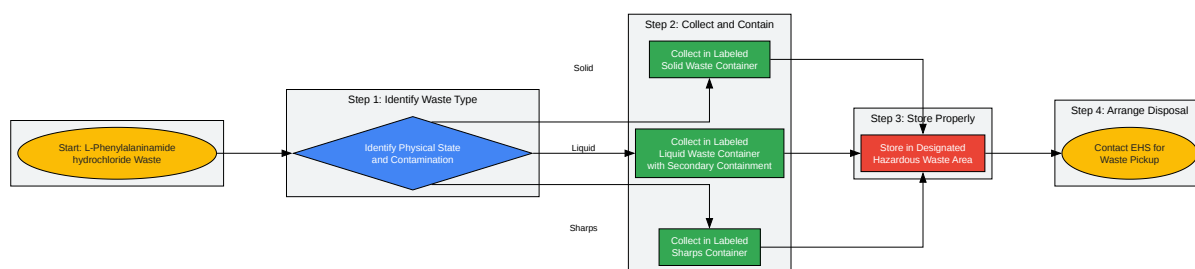 Start: L-Phenylalaninamide
hydrochloride Waste
Step 1: Identify Waste Type
Identify Physical State
and Contamination
Solid
Liquid
Sharps
Step 2: Collect and Contain
Collect in Labeled
Solid Waste Container
Collect in Labeled
Liquid Waste Container
with Secondary Containment
Collect in Labeled
Sharps Container
Step 3: Store Properly
Store in Designated
Hazardous Waste Area
Step 4: Arrange Disposal
Contact EHS for
Waste Pickup